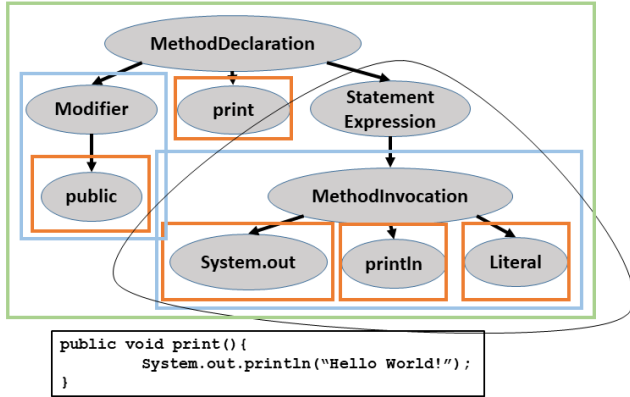 MethodDeclaration
Modifier
print
Statement
Expression
public
MethodInvocation
System.out
println
Literal
public void print(){
System.out.println(“Hello World!”);
}